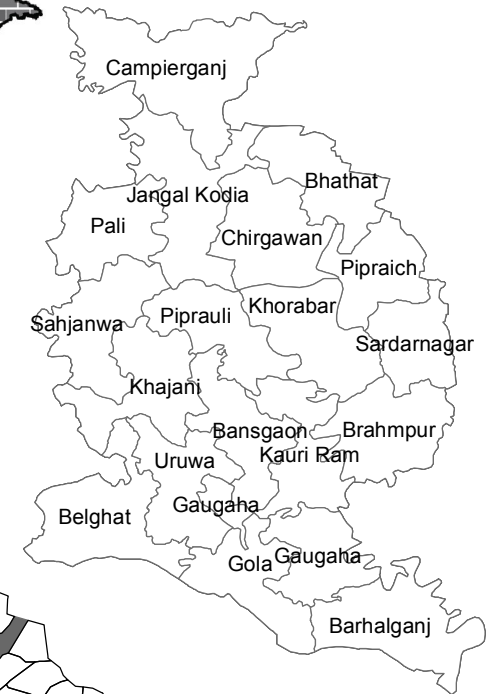 Campierganj
Bhathat
Jangal Kodia
Pali
Chirgawan
Pipraich
Khorabar
Piprauli
Sahjanwa
Sardarnagar
Khajani
Bansgaon
Brahmpur
Kauri Ram
Uruwa
Gaugaha
Belghat
Gaugaha
Gola
Barhalganj